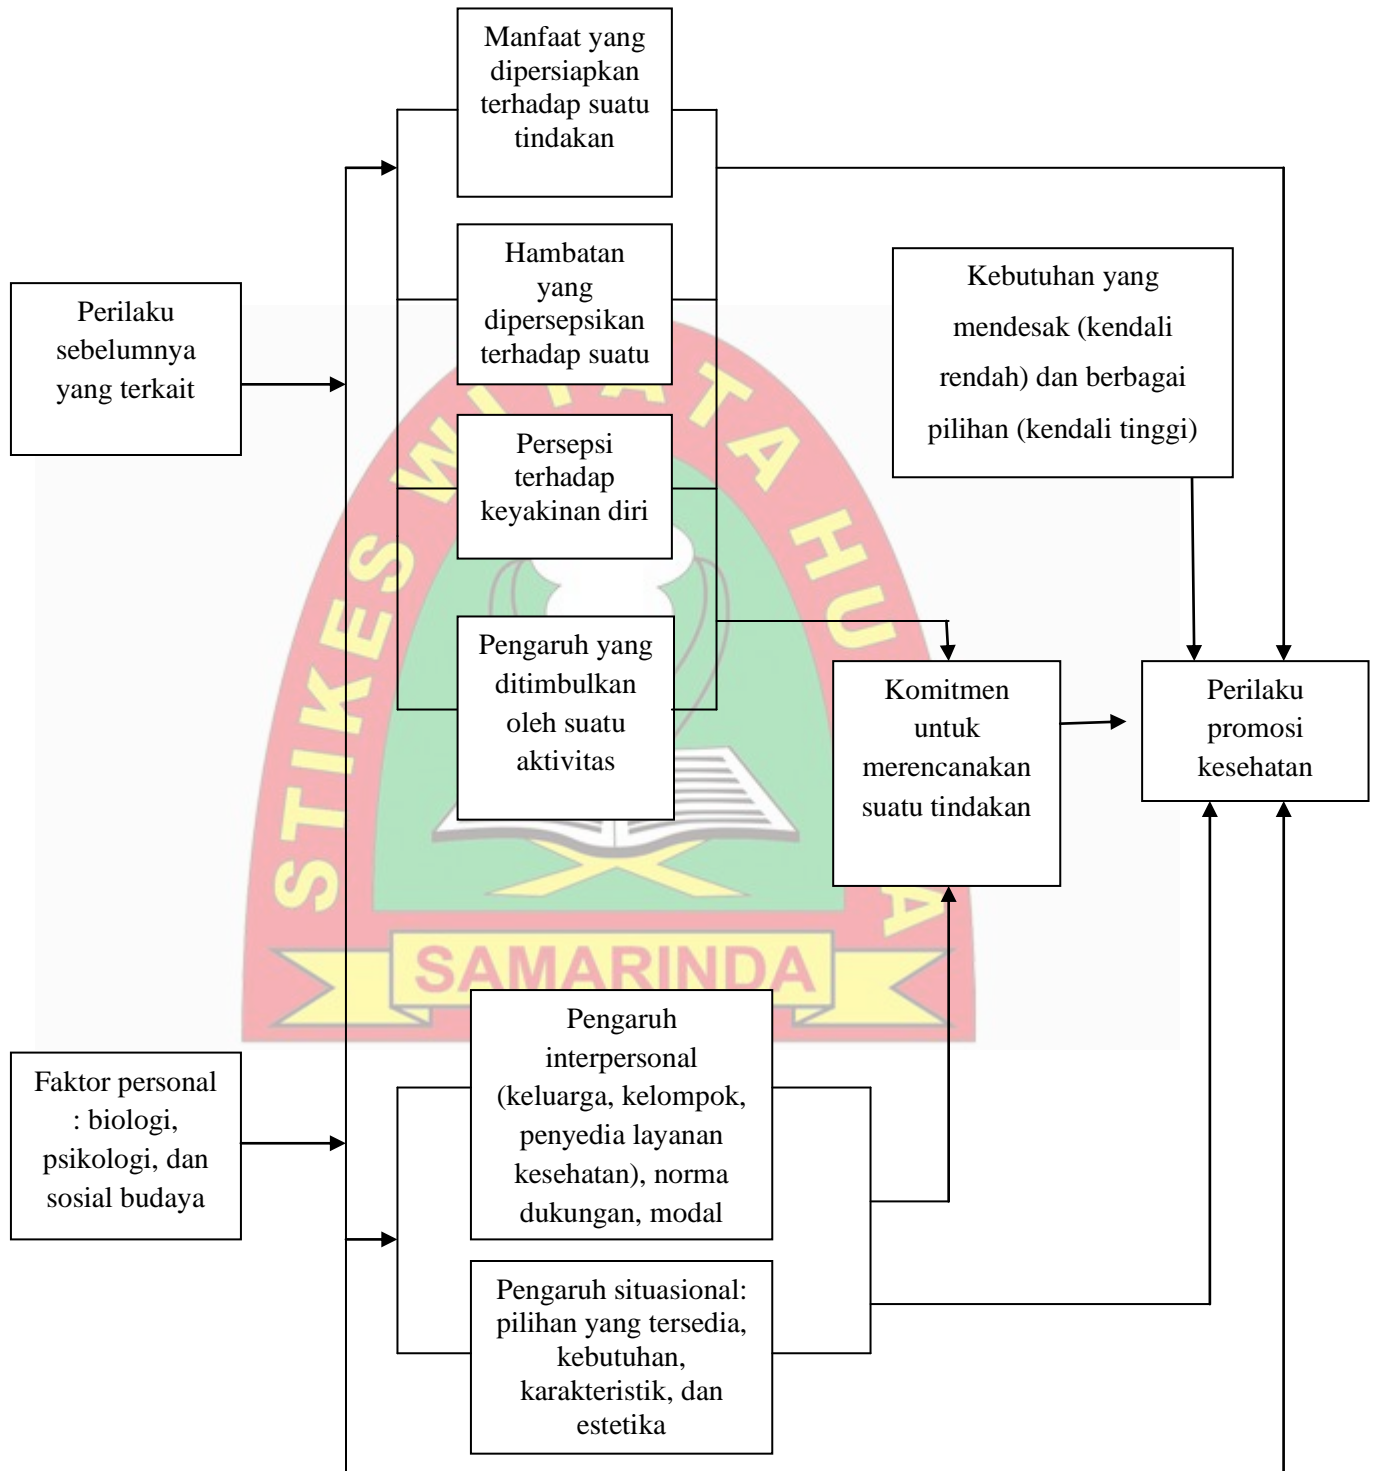 Manfaat yang
dipersiapkan
terhadap suatu
tindakan
Hambatan
yang
dipersepsikan
terhadap suatu
Kebutuhan yang
mendesak (kendali
rendah) dan berbagai
pilihan (kendali tinggi)
Perilaku
sebelumnya
yang terkait
Persepsi
terhadap
keyakinan diri
Pengaruh yang
ditimbulkan
oleh suatu
aktivitas
Komitmen
untuk
merencanakan
suatu tindakan
Perilaku
promosi
kesehatan
STIKES
SAMARINDA
Faktor personal
: biologi,
psikologi, dan
sosial budaya
Pengaruh
interpersonal
(keluarga, kelompok,
penyedia layanan
kesehatan), norma
dukungan, modal
Pengaruh situasional:
pilihan yang tersedia,
kebutuhan,
karakteristik, dan
estetika